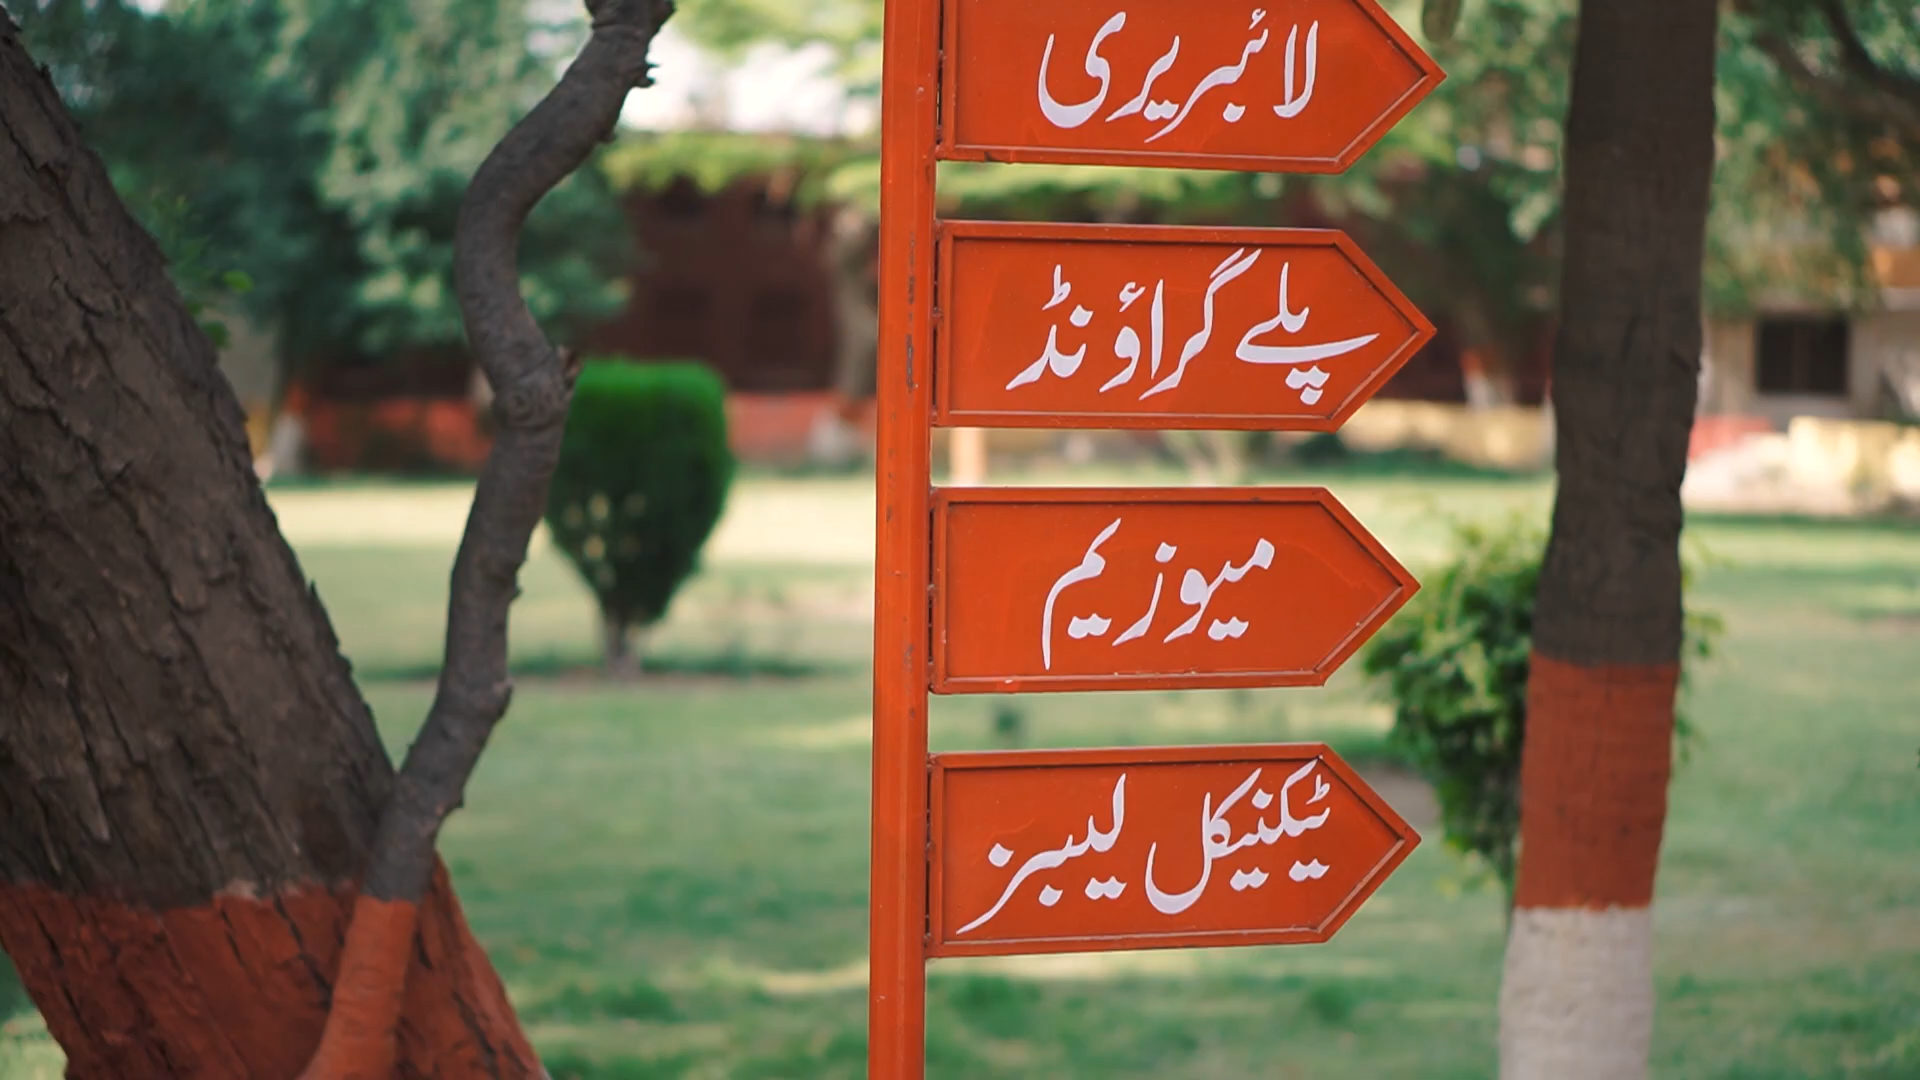 لائبریری
پلے گراؤنڈ
میوزیم
ٹیکنیکل لیبز